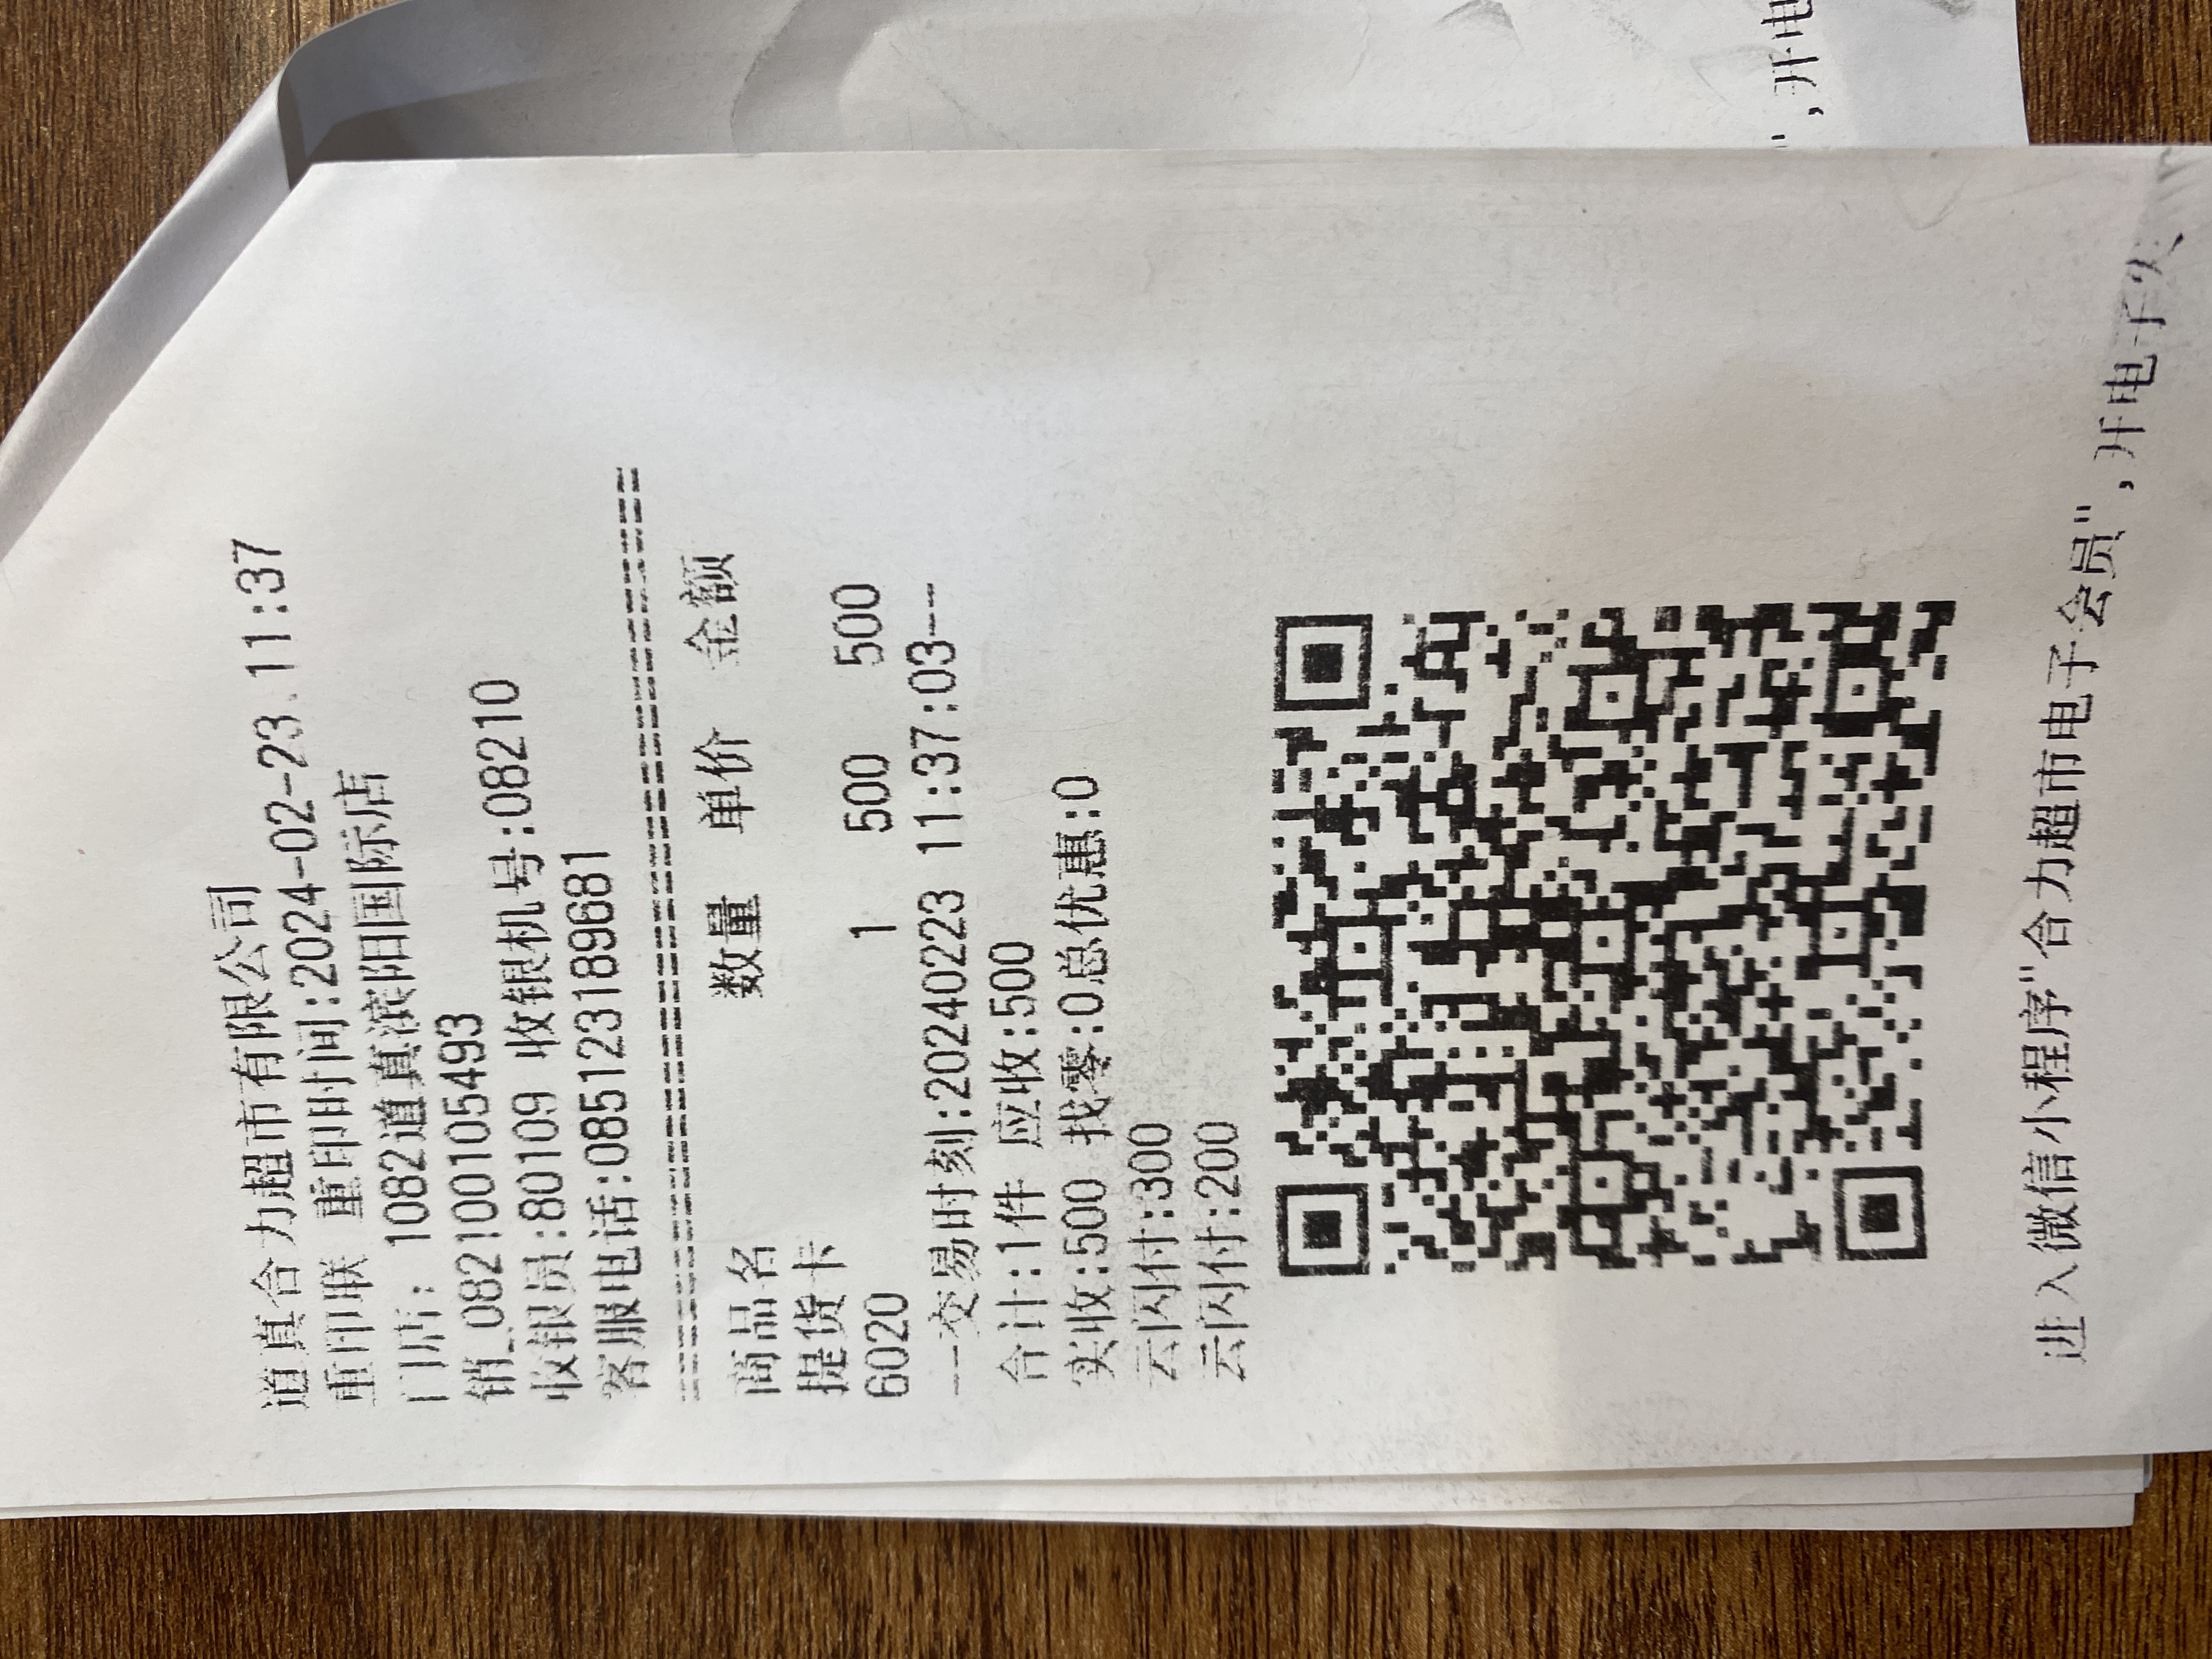 道真合力超市有限公司
重印联 重印时间:2024-02-23 11:37
门店: 1082道真滨阳国际店
销_0821000105493
收银员:80109 收银机号:08210
客服电话:085123189681
商品名 数量 单价 金额
提货卡
6020 1 500 500
--交易时刻:20240223 11:37:03--
合计:1件 应收:500
实收:500 找零:0总优惠:0
云闪付:300
云闪付:200
进入微信小程序"合力超市电子会员",开电子
",开电